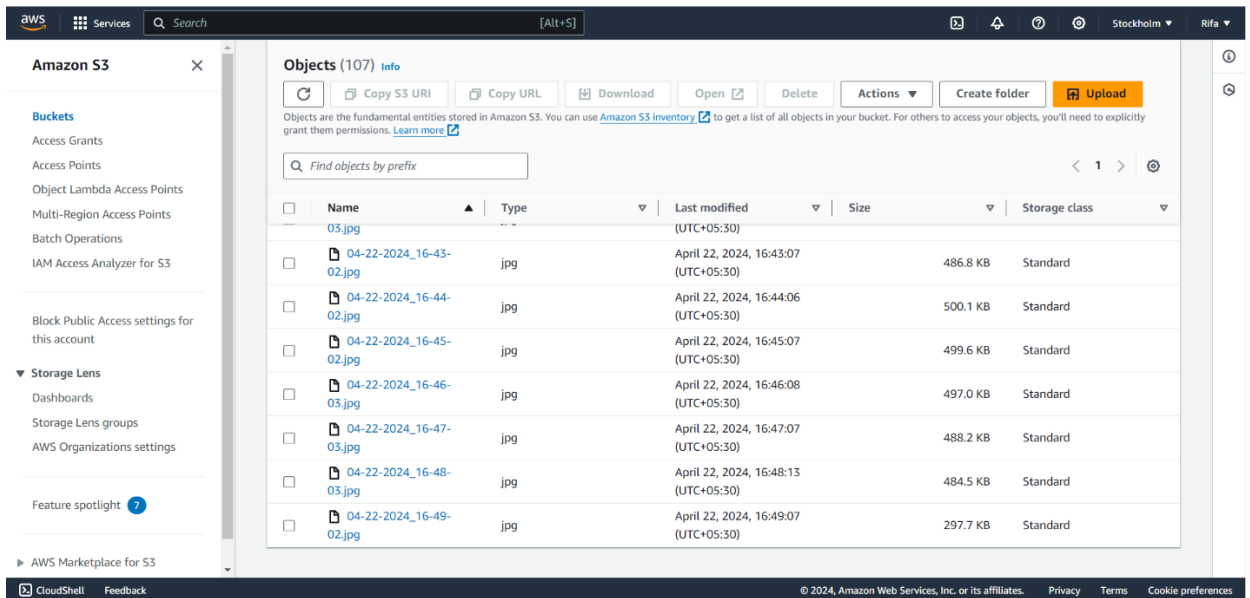 aws
Services
Search
[Alt+S]
Stockholm ▼
Rifa ▼
Amazon S3
Buckets
Access Grants
Access Points
Object Lambda Access Points
Multi-Region Access Points
Batch Operations
IAM Access Analyzer for S3
Block Public Access settings for
this account
▼ Storage Lens
Dashboards
Storage Lens groups
AWS Organizations settings
Feature spotlight 7
▶ AWS Marketplace for S3
Objects (107) Info
Copy S3 URI
Copy URL
Download
Open
Delete
Actions ▼
Create folder
Upload
Objects are the fundamental entities stored in Amazon S3. You can use Amazon S3 inventory to get a list of all objects in your bucket. For others to access your objects, you'll need to explicitly
grant them permissions. Learn more
Find objects by prefix
< 1 >
Name Type Last modified Size Storage class
03.jpg (UTC+05:30)
04-22-2024_16-43- April 22, 2024, 16:43:07
jpg 486.8 KB Standard
02.jpg (UTC+05:30)
04-22-2024_16-44- April 22, 2024, 16:44:06
jpg 500.1 KB Standard
02.jpg (UTC+05:30)
04-22-2024_16-45- April 22, 2024, 16:45:07
jpg 499.6 KB Standard
02.jpg (UTC+05:30)
04-22-2024_16-46- April 22, 2024, 16:46:08
jpg 497.0 KB Standard
03.jpg (UTC+05:30)
04-22-2024_16-47- April 22, 2024, 16:47:07
jpg 488.2 KB Standard
03.jpg (UTC+05:30)
04-22-2024_16-48- April 22, 2024, 16:48:13
jpg 484.5 KB Standard
03.jpg (UTC+05:30)
04-22-2024_16-49- April 22, 2024, 16:49:07
jpg 297.7 KB Standard
02.jpg (UTC+05:30)
CloudShell Feedback © 2024, Amazon Web Services, Inc. or its affiliates. Privacy Terms Cookie preferences